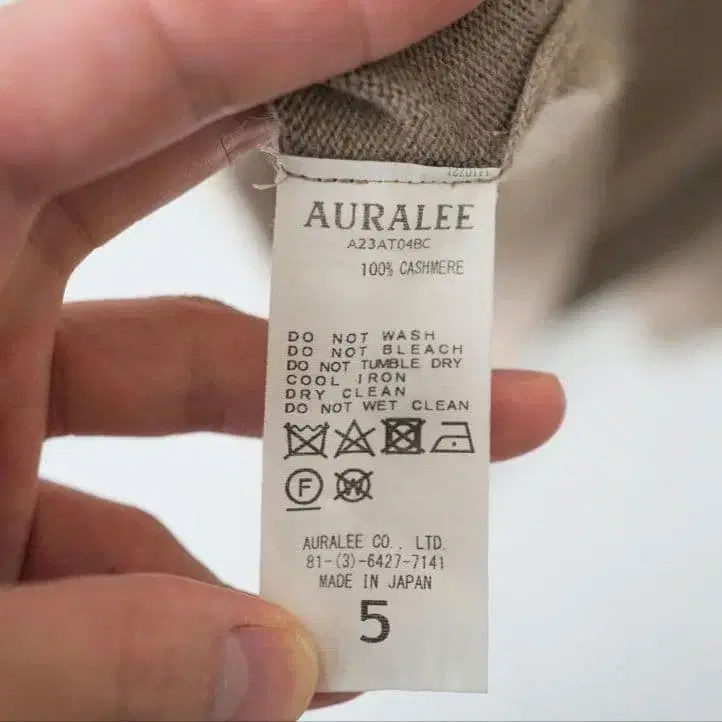 AURALEE
A23AT04BC
100% CASHMERE
DO NOT WASH
DO NOT BLEACH
DO NOT TUMBLE DRY
COOL IRON
DRY CLEAN
DO NOT WET CLEAN
F W
AURALEE CO., LTD.
81-(3)-6427-7141
MADE IN JAPAN
5